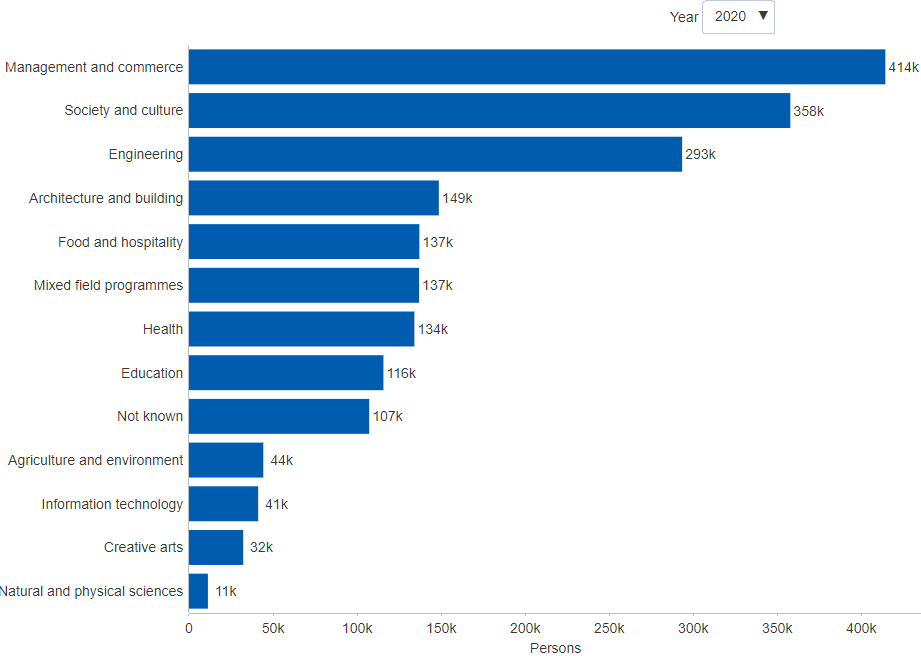 Year 2020 ▼
Management and commerce 414k
Society and culture 358k
Engineering 293k
Architecture and building 149k
Food and hospitality 137k
Mixed field programmes 137k
Health 134k
Education 116k
Not known 107k
Agriculture and environment 44k
Information technology 41k
Creative arts 32k
Natural and physical sciences 11k
0 50k 100k 150k 200k 250k 300k 350k 400k
Persons